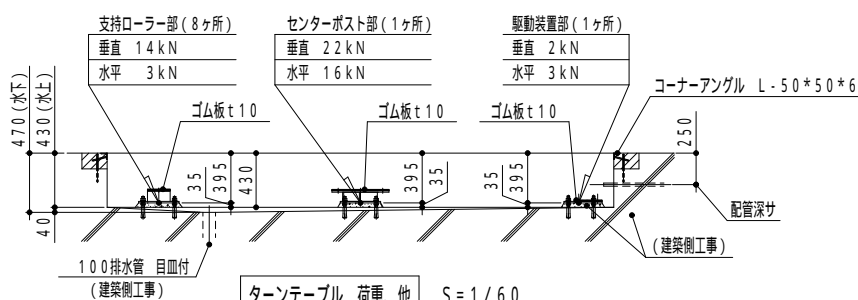 支持ローラー部(8ヶ所)
垂直 14kN
水平 3kN
センターポスト部(1ヶ所)
垂直 22kN
水平 16kN
駆動装置部(1ヶ所)
垂直 2kN
水平 3kN
コーナーアングル L-50*50*6
ゴム板t10
ゴム板t10
ゴム板t10
470(水下)
430(水上)
250
35
395
430
395
35
35
395
40
配管深サ
(建築側工事)
100排水管 目皿付
(建築側工事)
ターンテーブル 荷重 他 S=1/60